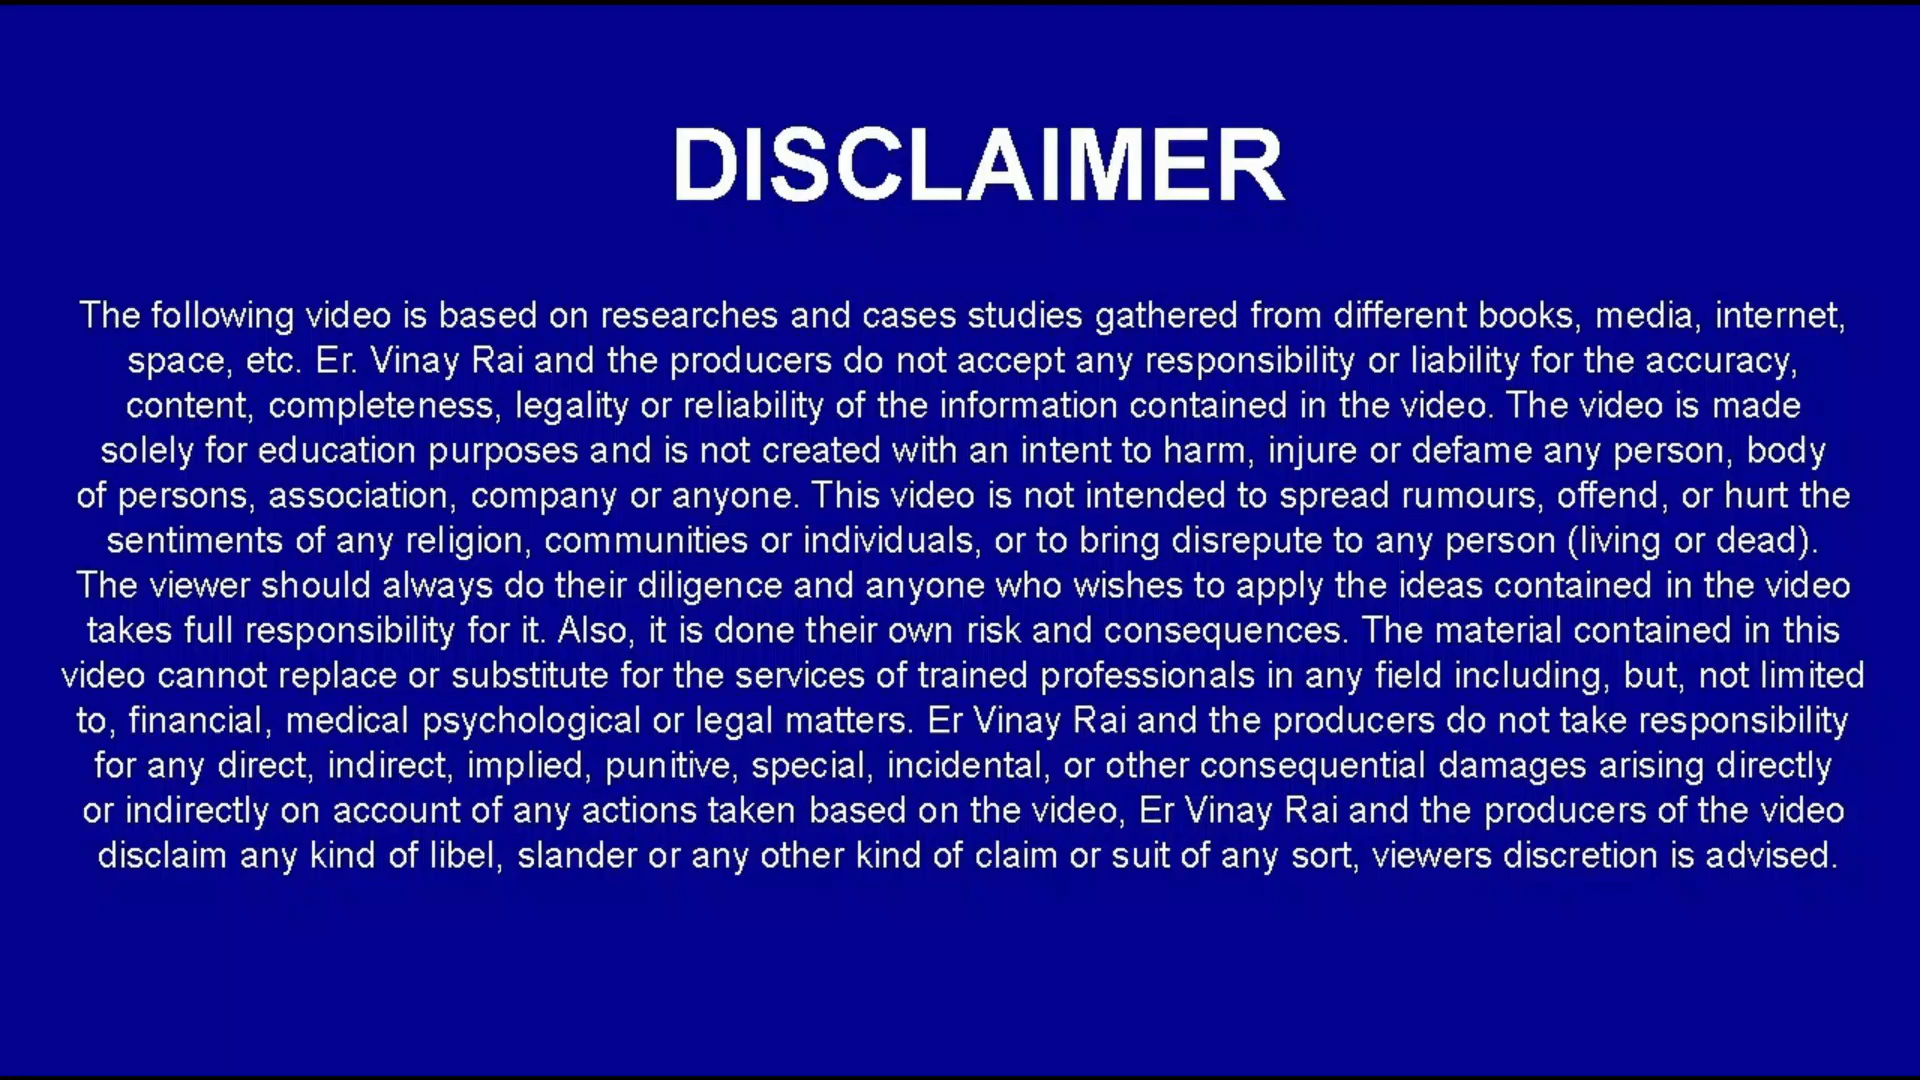 DISCLAIMER
The following video is based on researches and cases studies gathered from different books, media, internet,
space, etc. Er. Vinay Rai and the producers do not accept any responsibility or liability for the accuracy,
content, completeness, legality or reliability of the information contained in the video. The video is made
solely for education purposes and is not created with an intent to harm, injure or defame any person, body
of persons, association, company or anyone. This video is not intended to spread rumours, offend, or hurt the
sentiments of any religion, communities or individuals, or to bring disrepute to any person (living or dead).
The viewer should always do their diligence and anyone who wishes to apply the ideas contained in the video
takes full responsibility for it. Also, it is done their own risk and consequences. The material contained in this
video cannot replace or substitute for the services of trained professionals in any field including, but, not limited
to, financial, medical psychological or legal matters. Er Vinay Rai and the producers do not take responsibility
for any direct, indirect, implied, punitive, special, incidental, or other consequential damages arising directly
or indirectly on account of any actions taken based on the video, Er Vinay Rai and the producers of the video
disclaim any kind of libel, slander or any other kind of claim or suit of any sort, viewers discretion is advised.